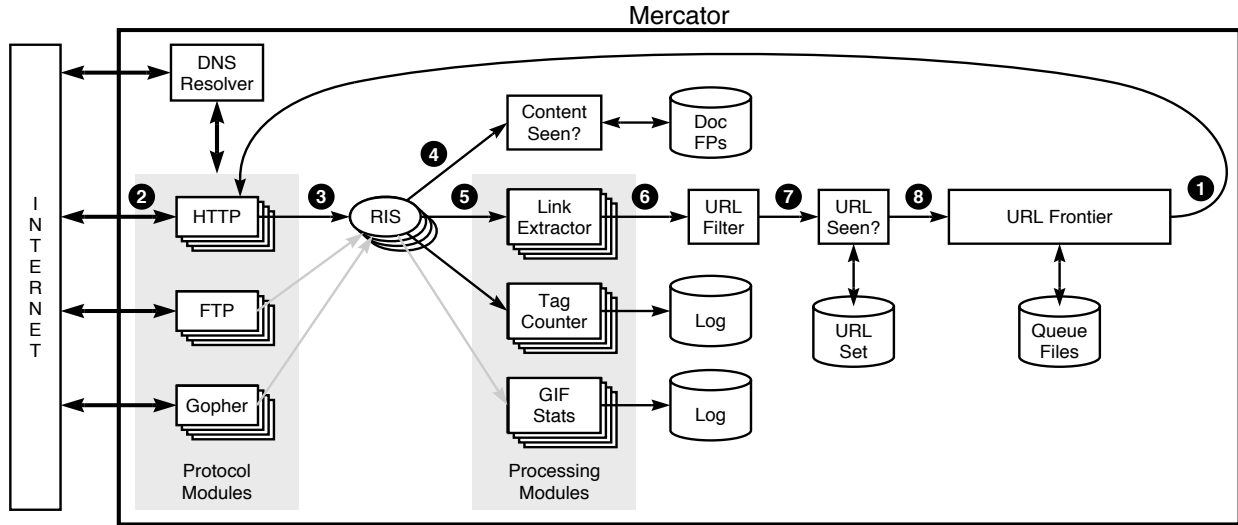 Mercator
INTERNET
DNS
Resolver
Content
Seen?
Doc
FPs
4
1
2
HTTP
3
RIS
5
Link
Extractor
6
URL
Filter
7
URL
Seen?
8
URL Frontier
FTP
Tag
Counter
Log
URL
Set
Queue
Files
Gopher
GIF
Stats
Log
Protocol
Modules
Processing
Modules